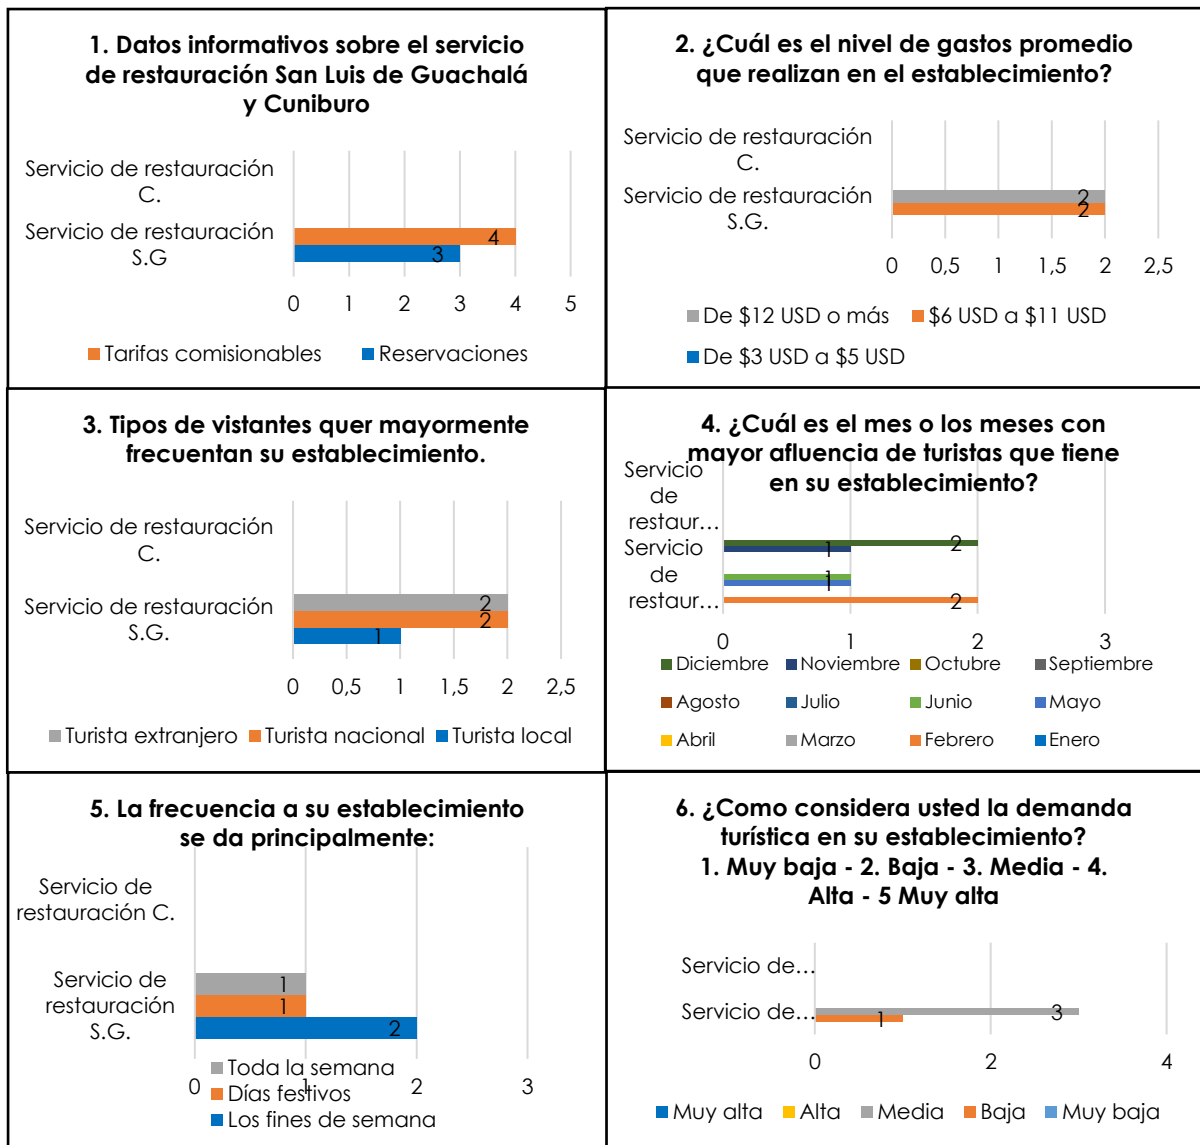 1. Datos informativos sobre el servicio
de restauración San Luis de Guachalá
y Cuniburo
Servicio de restauración
C.
Servicio de restauración
S.G
4
3
0 1 2 3 4 5
Tarifas comisionables Reservaciones
2. ¿Cuál es el nivel de gastos promedio
que realizan en el establecimiento?
Servicio de restauración
C.
Servicio de restauración
S.G.
2
2
0 0,5 1 1,5 2 2,5
De $12 USD o más $6 USD a $11 USD
De $3 USD a $5 USD
3. Tipos de vistantes quer mayormente
frecuentan su establecimiento.
Servicio de restauración
C.
Servicio de restauración
S.G.
2
2
1
0 0,5 1 1,5 2 2,5
Turista extranjero Turista nacional Turista local
4. ¿Cuál es el mes o los meses con
mayor afluencia de turistas que tiene
en su establecimiento?
Servicio
de
restaur...
Servicio
de
restaur...
2
1
1
1
2
0 1 2 3
Diciembre Noviembre Octubre Septiembre
Agosto Julio Junio Mayo
Abril Marzo Febrero Enero
5. La frecuencia a su establecimiento
se da principalmente:
Servicio de
restauración C.
Servicio de
restauración
S.G.
1
1
2
0 1 2 3
Toda la semana
Días festivos
Los fines de semana
6. ¿Como considera usted la demanda
turística en su establecimiento?
1. Muy baja - 2. Baja - 3. Media - 4.
Alta - 5 Muy alta
Servicio de...
Servicio de...
3
1
0 2 4
Muy alta Alta Media Baja Muy baja